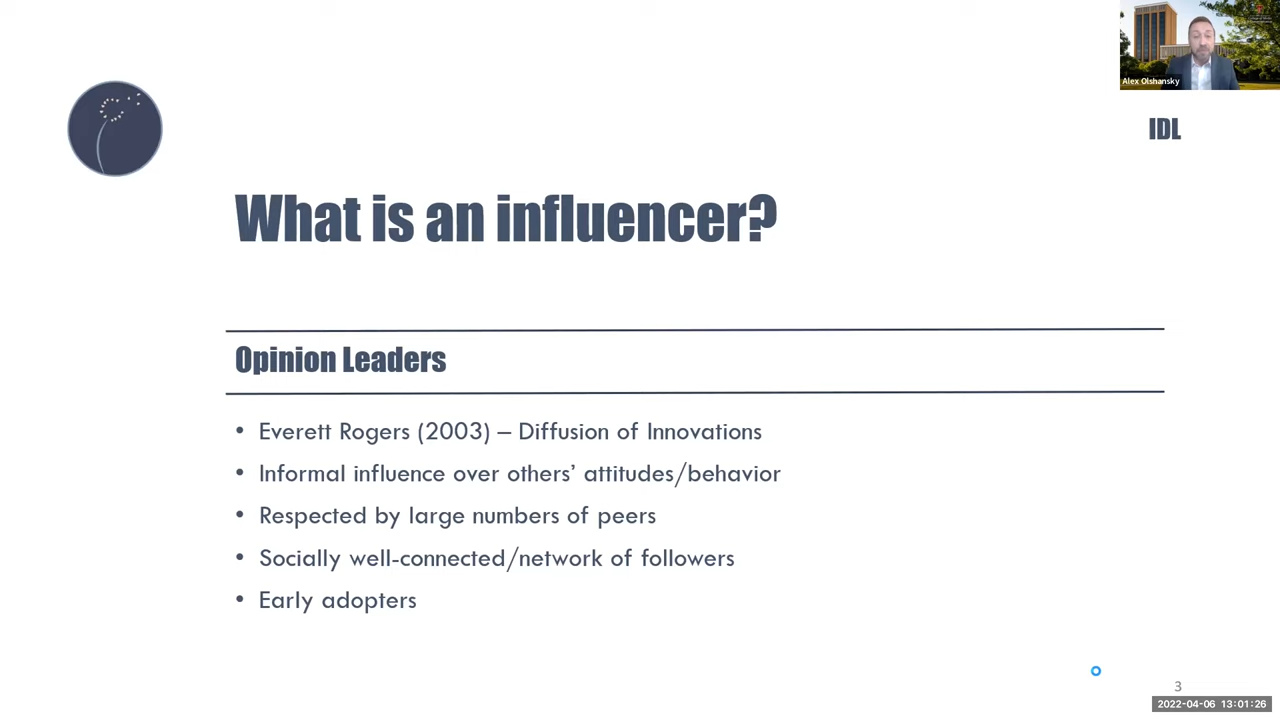 Alex Olshansky
IDL
What is an influencer?
Opinion Leaders
• Everett Rogers (2003) – Diffusion of Innovations
• Informal influence over others’ attitudes/behavior
• Respected by large numbers of peers
• Socially well-connected/network of followers
• Early adopters
3
2022-04-06 13:01:26